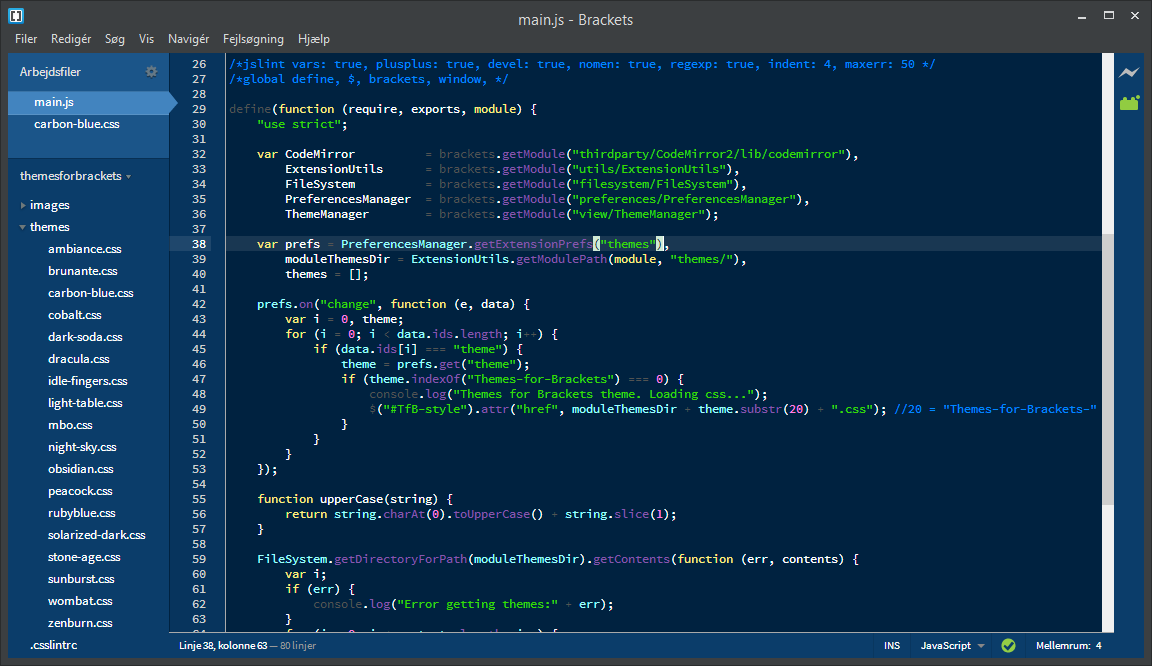 main.js - Brackets
Filer Redigér Søg Vis Navigér Fejlsøgning Hjælp
Arbejdsfiler
main.js
carbon-blue.css
themesforbrackets
images
themes
ambiance.css
brunante.css
carbon-blue.css
cobalt.css
dark-soda.css
dracula.css
idle-fingers.css
light-table.css
mbo.css
night-sky.css
obsidian.css
peacock.css
rubyblue.css
solarized-dark.css
stone-age.css
sunburst.css
wombat.css
zenburn.css
.csslintrc
26 /*jslint vars: true, plusplus: true, devel: true, nomen: true, regexp: true, indent: 4, maxerr: 50 */
27 /*global define, $, brackets, window, */
28
29 define(function (require, exports, module) {
30     "use strict";
31
32     var CodeMirror          = brackets.getModule("thirdparty/CodeMirror2/lib/codemirror"),
33         ExtensionUtils      = brackets.getModule("utils/ExtensionUtils"),
34         FileSystem          = brackets.getModule("filesystem/FileSystem"),
35         PreferencesManager  = brackets.getModule("preferences/PreferencesManager"),
36         ThemeManager        = brackets.getModule("view/ThemeManager");
37
38     var prefs = PreferencesManager.getExtensionPrefs("themes"),
39         moduleThemesDir = ExtensionUtils.getModulePath(module, "themes/"),
40         themes = [];
41
42     prefs.on("change", function (e, data) {
43         var i = 0, theme;
44         for (i = 0; i < data.ids.length; i++) {
45             if (data.ids[i] === "theme") {
46                 theme = prefs.get("theme");
47                 if (theme.indexOf("Themes-for-Brackets") === 0) {
48                     console.log("Themes for Brackets theme. Loading css...");
49                     $("#TfB-style").attr("href", moduleThemesDir + theme.substr(20) + ".css"); //20 = "Themes-for-Brackets-"
50                 }
51             }
52         }
53     });
54
55     function upperCase(string) {
56         return string.charAt(0).toUpperCase() + string.slice(1);
57     }
58
59     FileSystem.getDirectoryForPath(moduleThemesDir).getContents(function (err, contents) {
60         var i;
61         if (err) {
62             console.log("Error getting themes:" + err);
63         }
Linje 38, kolonne 63 — 80 linjer INS JavaScript Mellemrum: 4